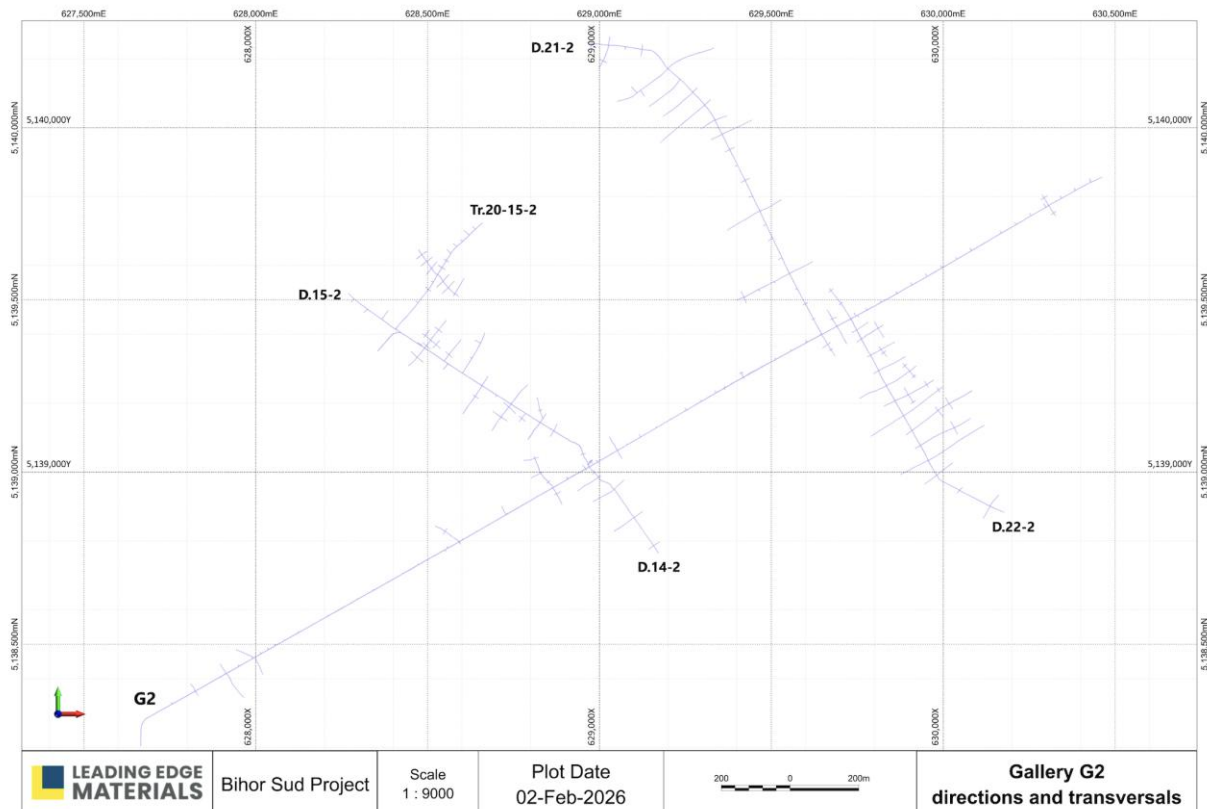 627,500mE 628,000mE 628,500mE 629,000mE 629,500mE 630,000mE 630,500mE
628,000X 629,000X 630,000X
D.21-2
5,140,000mN 5,140,000Y 5,140,000Y 5,140,000mN
Tr.20-15-2
D.15-2
5,139,500mN 5,139,500mN
5,139,000mN 5,139,000Y 5,139,000Y 5,139,000mN
D.22-2
D.14-2
5,138,500mN 5,138,500mN
G2
628,000X 629,000X 630,000X
LEADING EDGE
MATERIALS
Bihor Sud Project
Scale
1 : 9000
Plot Date
02-Feb-2026
200 0 200m
Gallery G2
directions and transversals